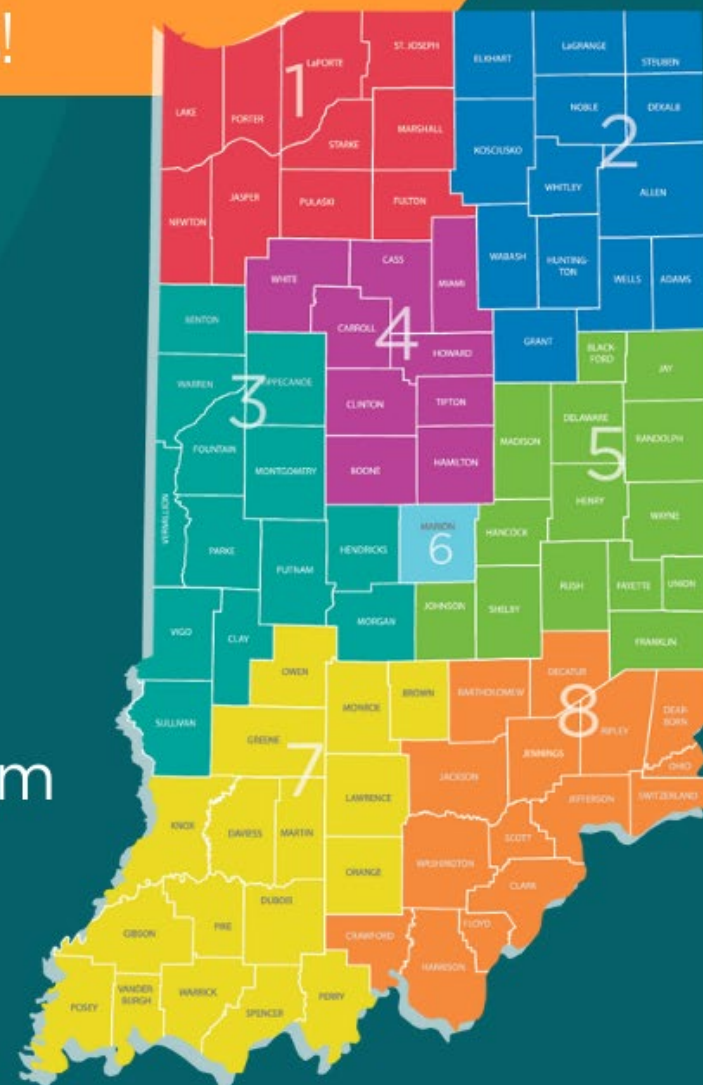 !
ST. JOSEPH
LaPORTE
ELKHART
LaGRANGE
STEUBEN
1
LAKE
PORTER
NOBLE
DEKALB
MARSHALL
2
STARKE
KOSCIUSKO
WHITLEY
ALLEN
JASPER
PULASKI
FULTON
NEWTON
WABASH
HUNTING-
TON
CASS
WHITE
MIAMI
WELLS
ADAMS
BENTON
CARROLL
4
GRANT
HOWARD
BLACK-
FORD
JAY
WARREN
3
TIPPECANOE
CLINTON
TIPTON
DELAWARE
MADISON
RANDOLPH
FOUNTAIN
5
MONTGOMERY
BOONE
HAMILTON
HENRY
VERMILLION
WAYNE
MARION
HANCOCK
PARKE
HENDRICKS
6
PUTNAM
RUSH
FAYETTE
UNION
JOHNSON
SHELBY
MORGAN
VIGO
CLAY
FRANKLIN
OWEN
DECATUR
MONROE
BROWN
BARTHOLOMEW
8
DEAR-
BORN
SULLIVAN
RIPLEY
GREENE
7
JENNINGS
OHIO
m
JACKSON
LAWRENCE
JEFFERSON
SWITZERLAND
KNOX
DAVIESS
MARTIN
SCOTT
WASHINGTON
ORANGE
CLARK
DUBOIS
GIBSON
PIKE
FLOYD
CRAWFORD
HARRISON
POSEY
VANDER-
BURGH
WARRICK
PERRY
SPENCER